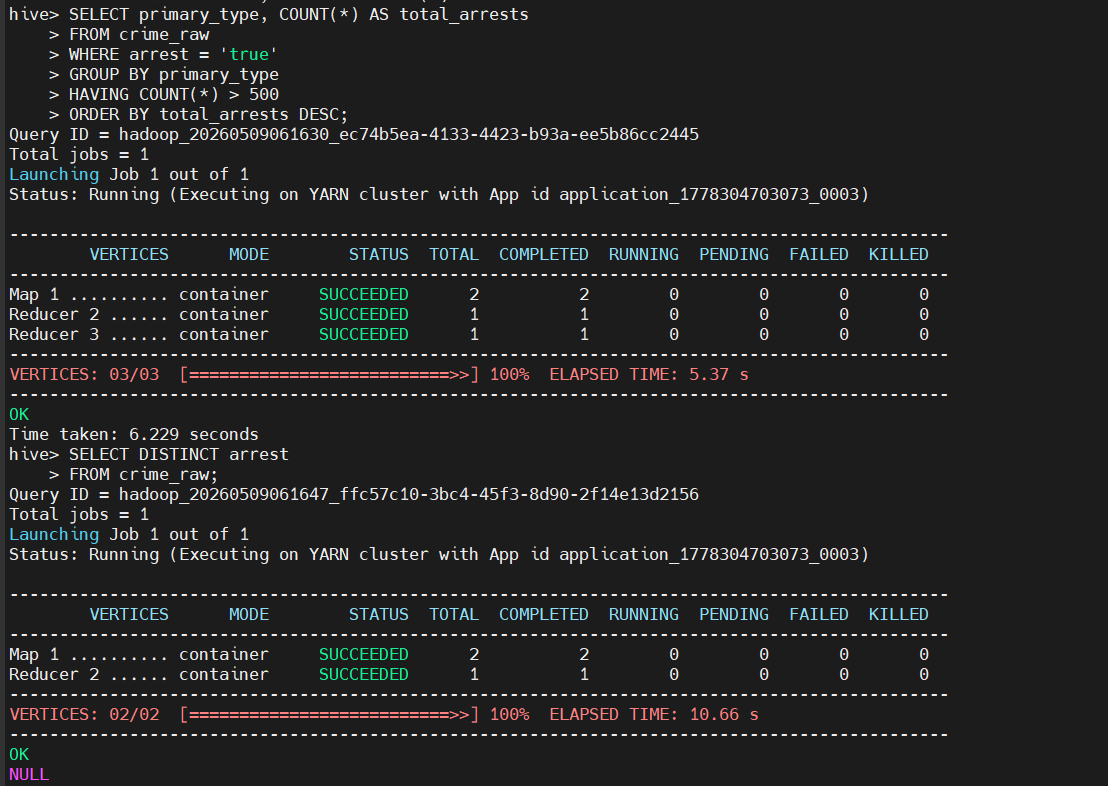 hive> SELECT primary_type, COUNT(*) AS total_arrests
    > FROM crime_raw
    > WHERE arrest = 'true'
    > GROUP BY primary_type
    > HAVING COUNT(*) > 500
    > ORDER BY total_arrests DESC;
Query ID = hadoop_20260509061630_ec74b5ea-4133-4423-b93a-ee5b86cc2445
Total jobs = 1
Launching Job 1 out of 1
Status: Running (Executing on YARN cluster with App id application_1778304703073_0003)
----------------------------------------------------------------------------------------------
        VERTICES      MODE        STATUS  TOTAL  COMPLETED  RUNNING  PENDING  FAILED  KILLED
----------------------------------------------------------------------------------------------
Map 1 .......... container     SUCCEEDED      2          2        0        0       0       0
Reducer 2 ...... container     SUCCEEDED      1          1        0        0       0       0
Reducer 3 ...... container     SUCCEEDED      1          1        0        0       0       0
----------------------------------------------------------------------------------------------
VERTICES: 03/03  [==========================>>] 100%  ELAPSED TIME: 5.37 s
----------------------------------------------------------------------------------------------
OK
Time taken: 6.229 seconds
hive> SELECT DISTINCT arrest
    > FROM crime_raw;
Query ID = hadoop_20260509061647_ffc57c10-3bc4-45f3-8d90-2f14e13d2156
Total jobs = 1
Launching Job 1 out of 1
Status: Running (Executing on YARN cluster with App id application_1778304703073_0003)
----------------------------------------------------------------------------------------------
        VERTICES      MODE        STATUS  TOTAL  COMPLETED  RUNNING  PENDING  FAILED  KILLED
----------------------------------------------------------------------------------------------
Map 1 .......... container     SUCCEEDED      2          2        0        0       0       0
Reducer 2 ...... container     SUCCEEDED      1          1        0        0       0       0
----------------------------------------------------------------------------------------------
VERTICES: 02/02  [==========================>>] 100%  ELAPSED TIME: 10.66 s
----------------------------------------------------------------------------------------------
OK
NULL